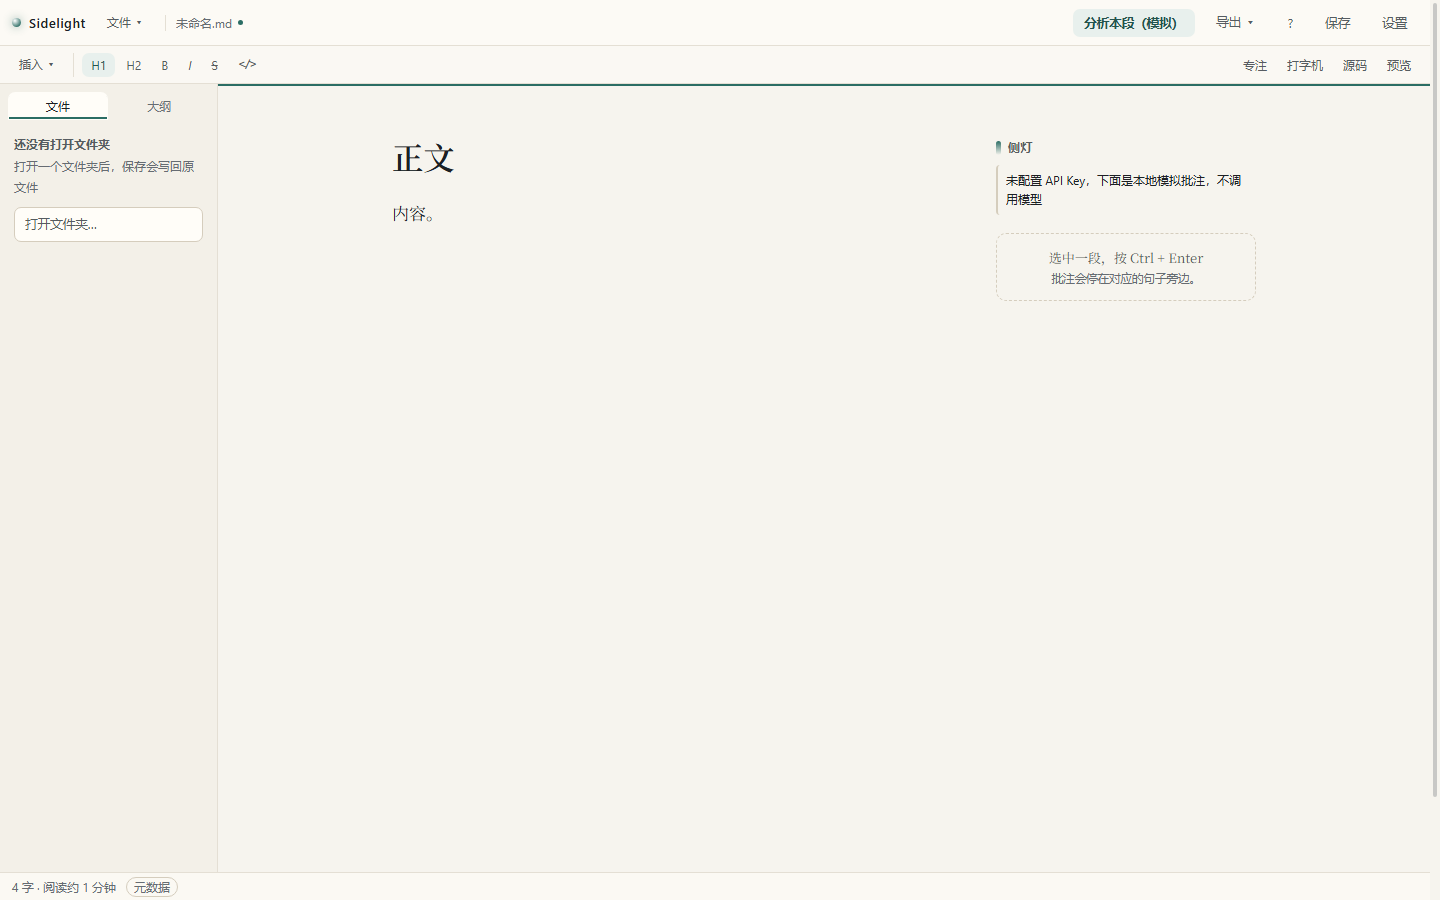 Sidelight 文件 未命名.md 分析本段（模拟） 导出 ? 保存 设置
插入 H1 H2 B I S </> 专注 打字机 源码 预览
文件 大纲
还没有打开文件夹
打开一个文件夹后，保存会写回原
文件
打开文件夹...
正文
内容。
侧灯
未配置 API Key，下面是本地模拟批注，不调
用模型
选中一段，按 Ctrl + Enter
批注会停在对应的句子旁边。
4 字 · 阅读约 1 分钟 元数据